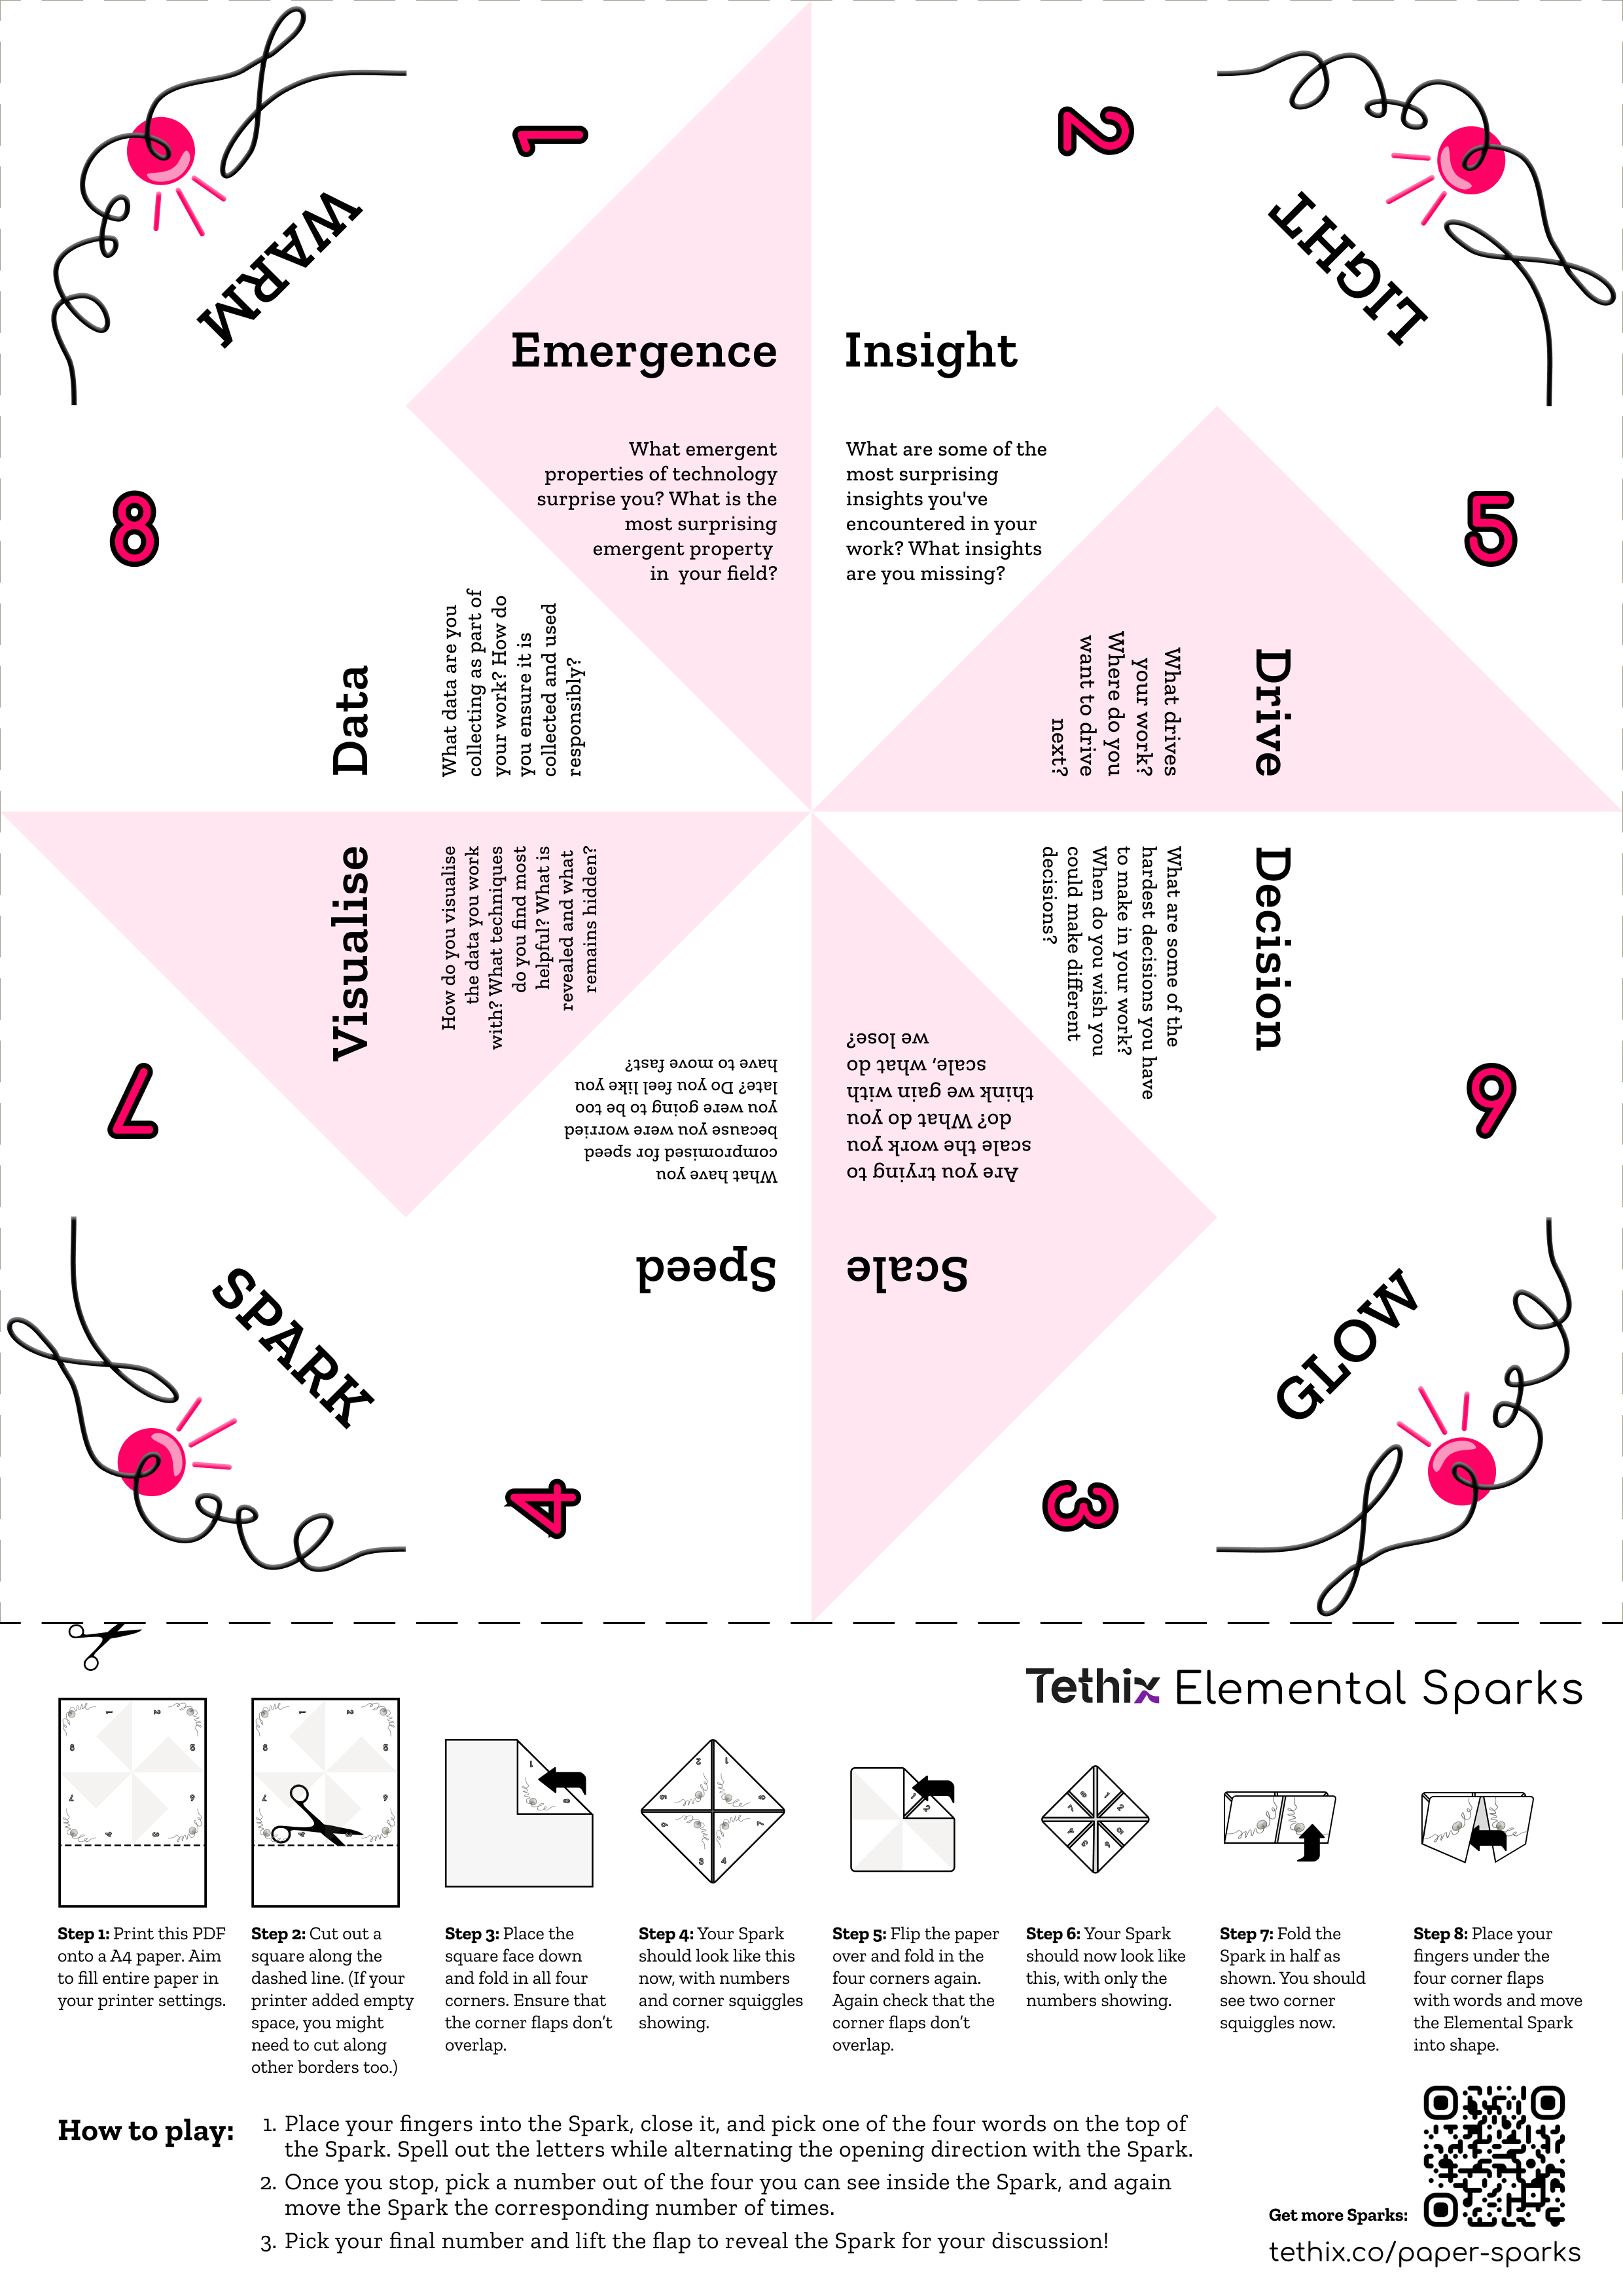 WARM
1
2
LIGHT
Emergence
What emergent
properties of technology
surprise you? What is the
most surprising
emergent property
in your field?
Insight
What are some of the
most surprising
insights you've
encountered in your
work? What insights
are you missing?
8
5
Data
What data are you
collecting as part of
your work? How do
you ensure it is
collected and used
responsibly?
Drive
What drives
your work?
Where do you
want to drive
next?
Visualise
How do you visualise
the data you work
with? What techniques
do you find most
helpful? What is
revealed and what
remains hidden?
Decision
What are some of the
hardest decisions you have
to make in your work?
When do you wish you
could make different
decisions?
7
6
Speed
What have you
compromised for speed
because you were worried
you were going to be too
late? Do you feel like you
have to move fast?
Scale
Are you trying to
scale the work you
do? What do you
think we gain with
scale, what do
we lose?
SPARK
4
3
GLOW
Tethix Elemental Sparks
Step 1: Print this PDF
onto a A4 paper. Aim
to fill entire paper in
your printer settings.
Step 2: Cut out a
square along the
dashed line. (If your
printer added empty
space, you might
need to cut along
other borders too.)
Step 3: Place the
square face down
and fold in all four
corners. Ensure that
the corner flaps don't
overlap.
Step 4: Your Spark
should look like this
now, with numbers
and corner squiggles
showing.
Step 5: Flip the paper
over and fold in the
four corners again.
Again check that the
corner flaps don't
overlap.
Step 6: Your Spark
should now look like
this, with only the
numbers showing.
Step 7: Fold the
Spark in half as
shown. You should
see two corner
squiggles now.
Step 8: Place your
fingers under the
four corner flaps
with words and move
the Elemental Spark
into shape.
How to play:
1. Place your fingers into the Spark, close it, and pick one of the four words on the top of
the Spark. Spell out the letters while alternating the opening direction with the Spark.
2. Once you stop, pick a number out of the four you can see inside the Spark, and again
move the Spark the corresponding number of times.
3. Pick your final number and lift the flap to reveal the Spark for your discussion!
Get more Sparks:
tethix.co/paper-sparks